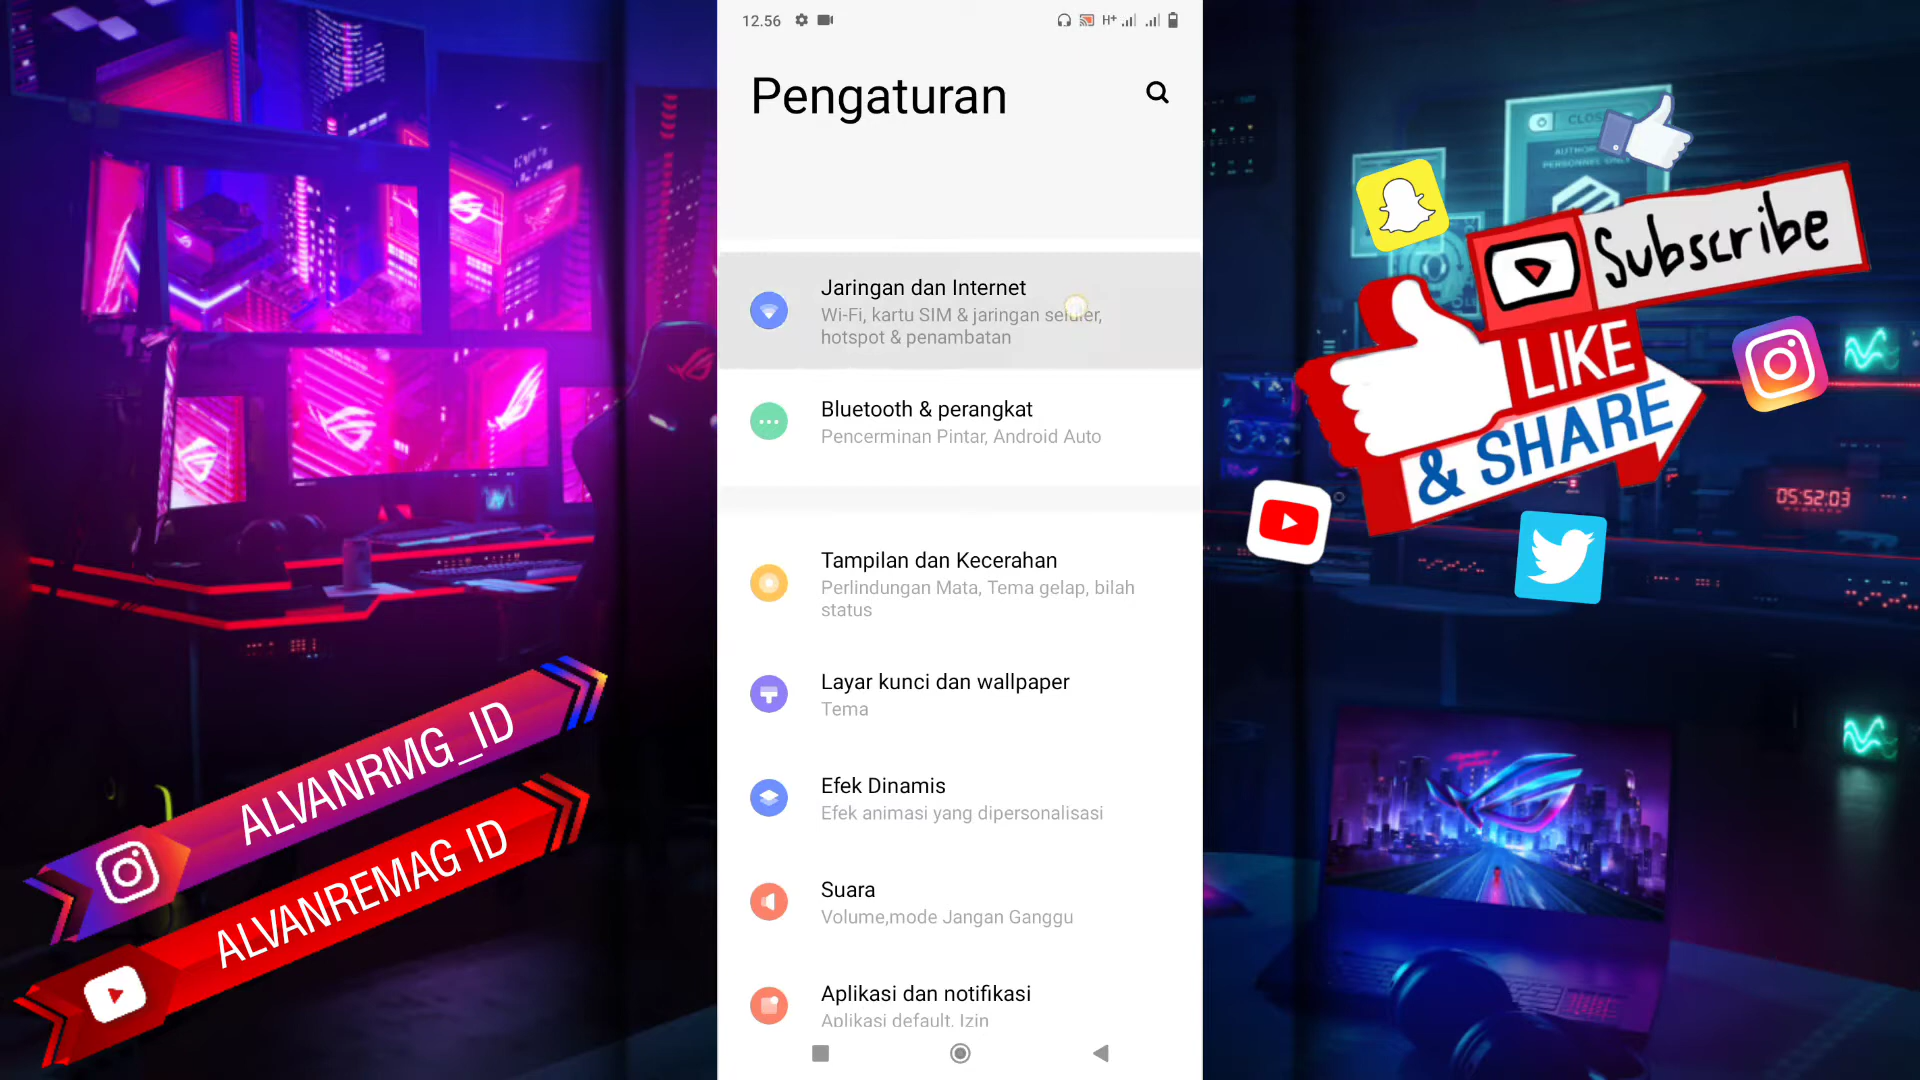 12.56
H+
Pengaturan
Jaringan dan Internet
Wi-Fi, kartu SIM & jaringan seluler,
hotspot & penambatan
Bluetooth & perangkat
Pencerminan Pintar, Android Auto
Tampilan dan Kecerahan
Perlindungan Mata, Tema gelap, bilah
status
Layar kunci dan wallpaper
Tema
Efek Dinamis
Efek animasi yang dipersonalisasi
Suara
Volume,mode Jangan Ganggu
Aplikasi dan notifikasi
Aplikasi default, Izin
ALVANRMG_ID
ALVANREMAG ID
Subscribe
LIKE
& SHARE
05:52:03